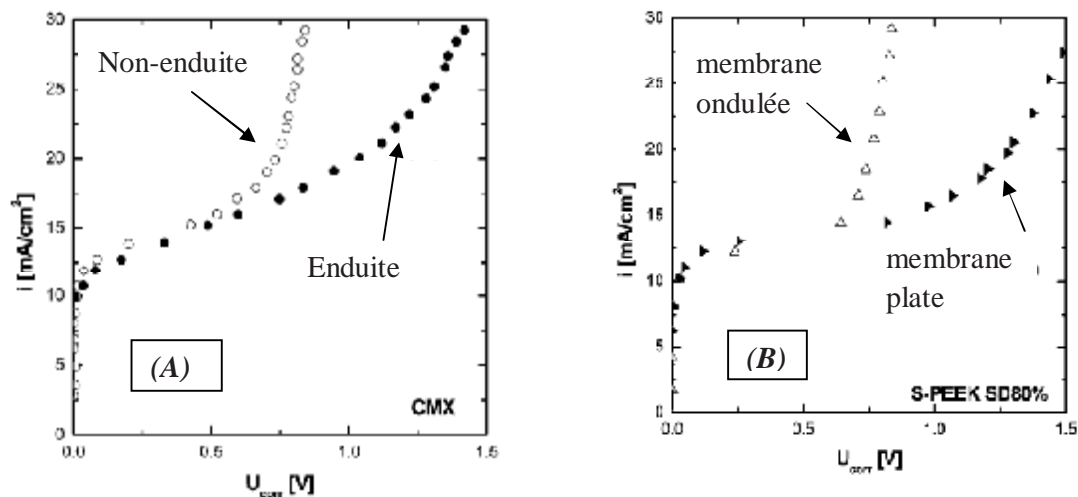 30
25
20
15
10
5
0
i [mA/cm²]
Non-enduite
Enduite
(A)
CMX
0.0 0.5 1.0 1.5
U_corr [V]
30
25
20
15
10
5
0
i [mA/cm²]
membrane
ondulée
membrane
plate
(B)
S-PEEK SD80%
0.0 0.5 1.0 1.5
U_corr [V]